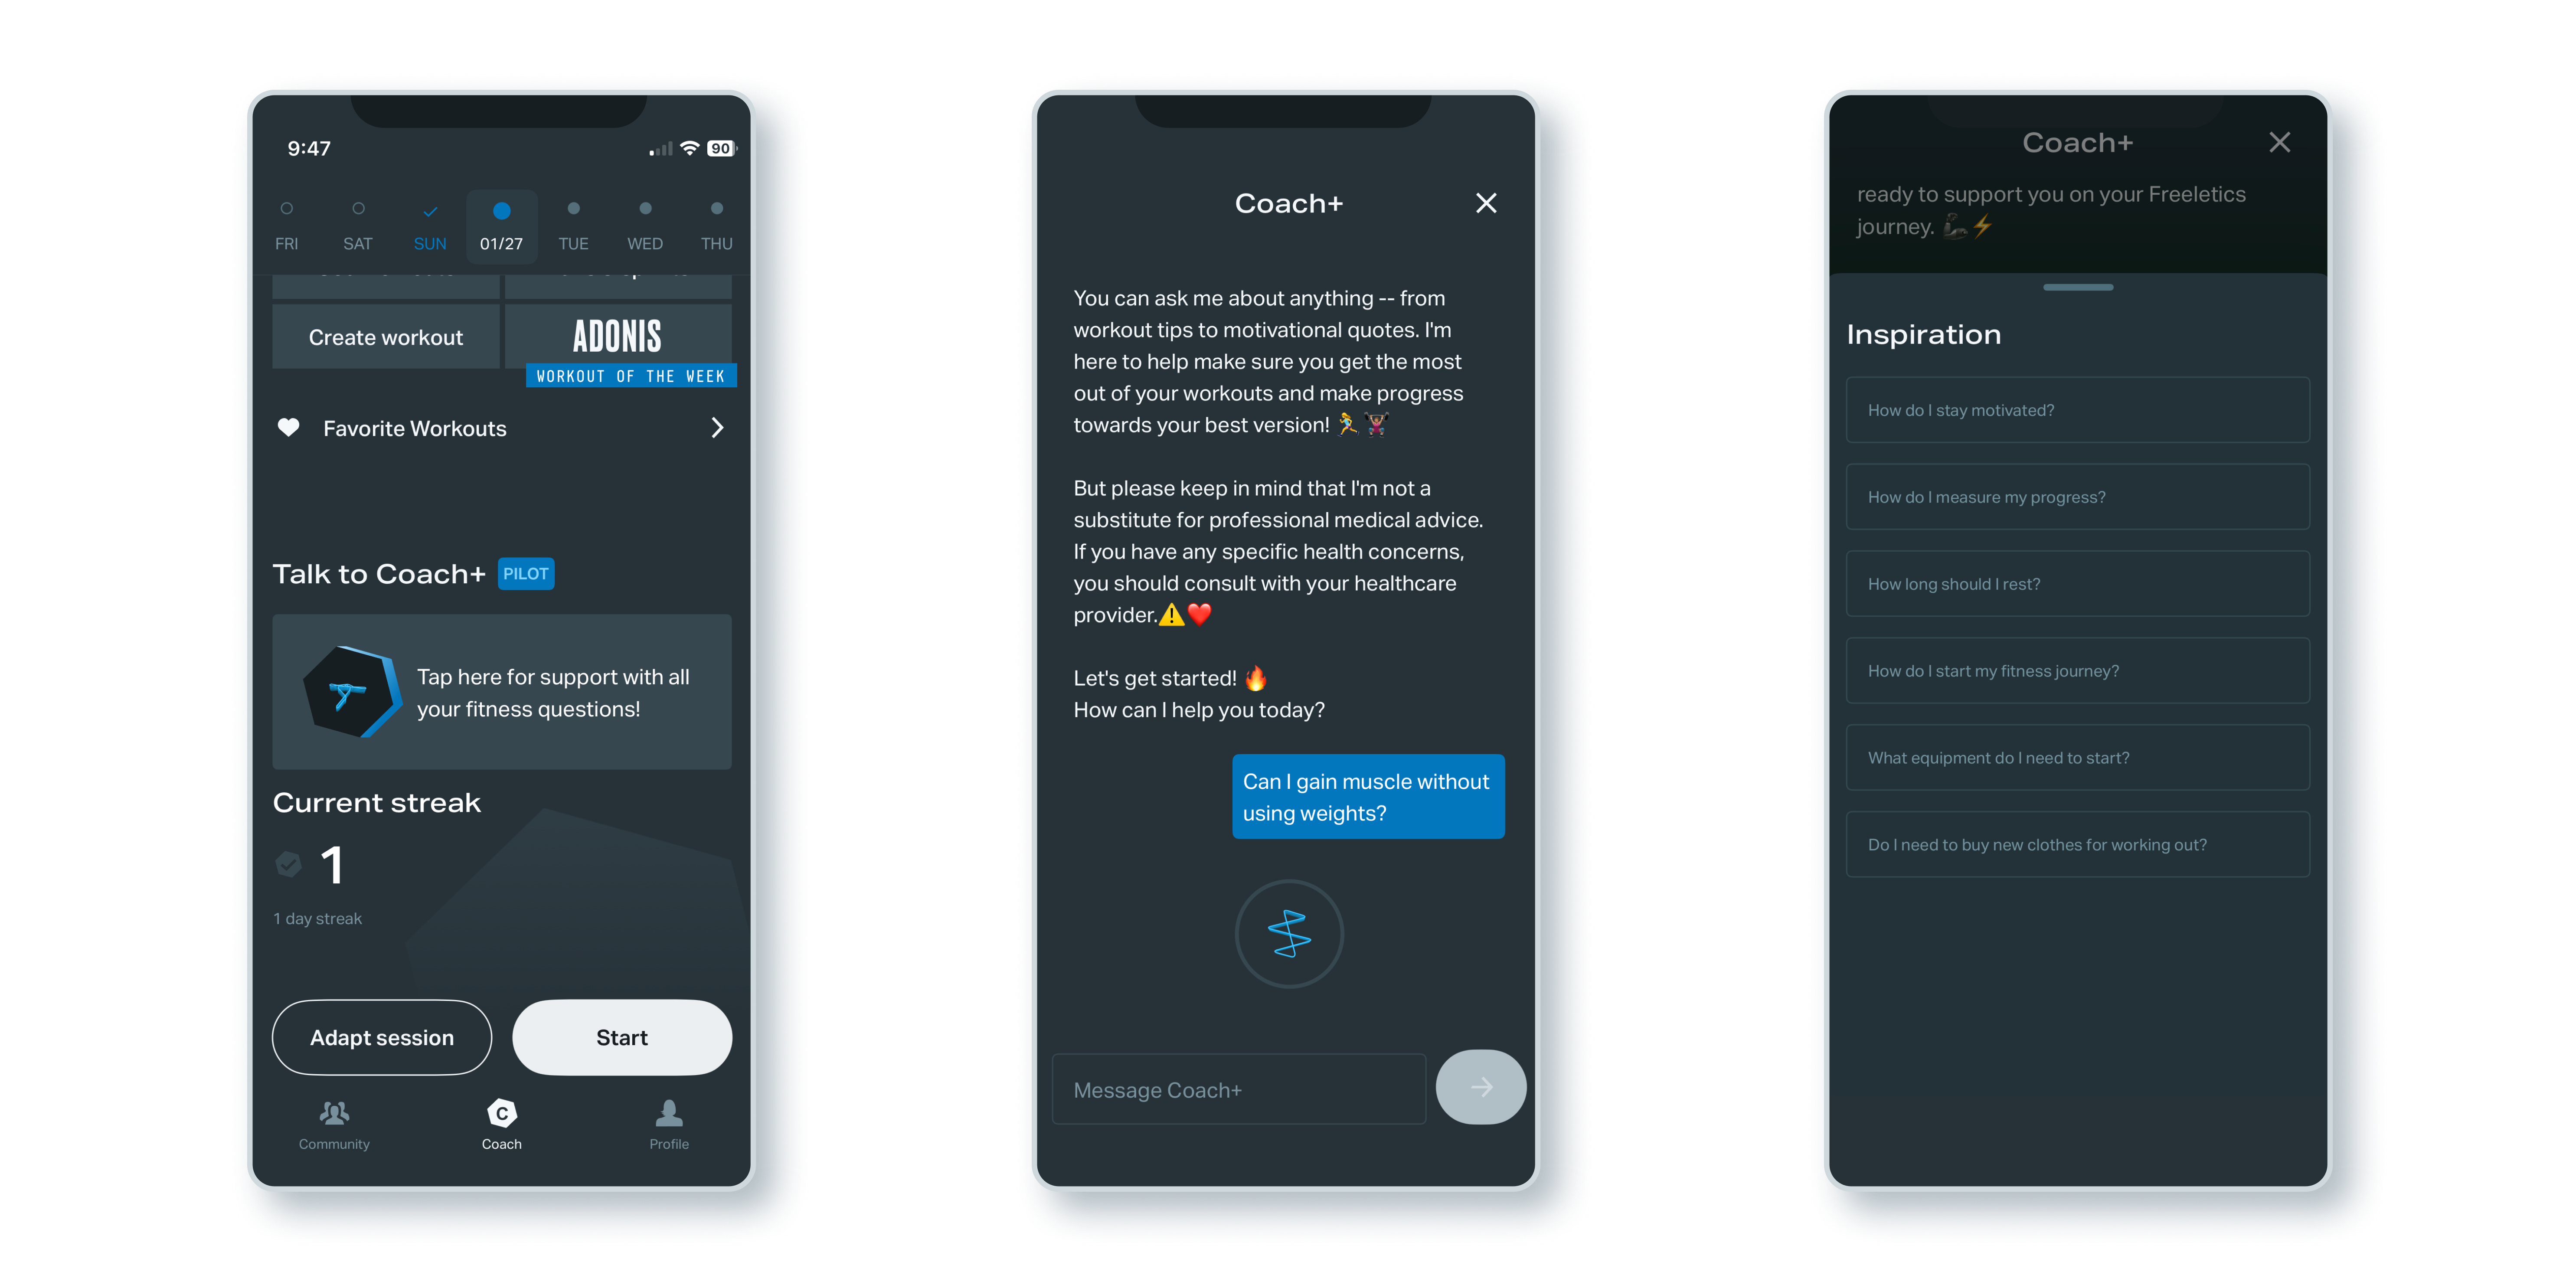 9:47
90
FRI SAT SUN 01/27 TUE WED THU
Create workout
ADONIS
WORKOUT OF THE WEEK
Favorite Workouts
Talk to Coach+ PILOT
Tap here for support with all
your fitness questions!
Current streak
1
1 day streak
Adapt session
Start
C
Community
Coach
Profile
Coach+
You can ask me about anything -- from
workout tips to motivational quotes. I'm
here to help make sure you get the most
out of your workouts and make progress
towards your best version! 🏃🏋
But please keep in mind that I'm not a
substitute for professional medical advice.
If you have any specific health concerns,
you should consult with your healthcare
provider.⚠️❤️
Let's get started! 🔥
How can I help you today?
Can I gain muscle without
using weights?
Message Coach+
Coach+
ready to support you on your Freeletics
journey. 🦾⚡
Inspiration
How do I stay motivated?
How do I measure my progress?
How long should I rest?
How do I start my fitness journey?
What equipment do I need to start?
Do I need to buy new clothes for working out?